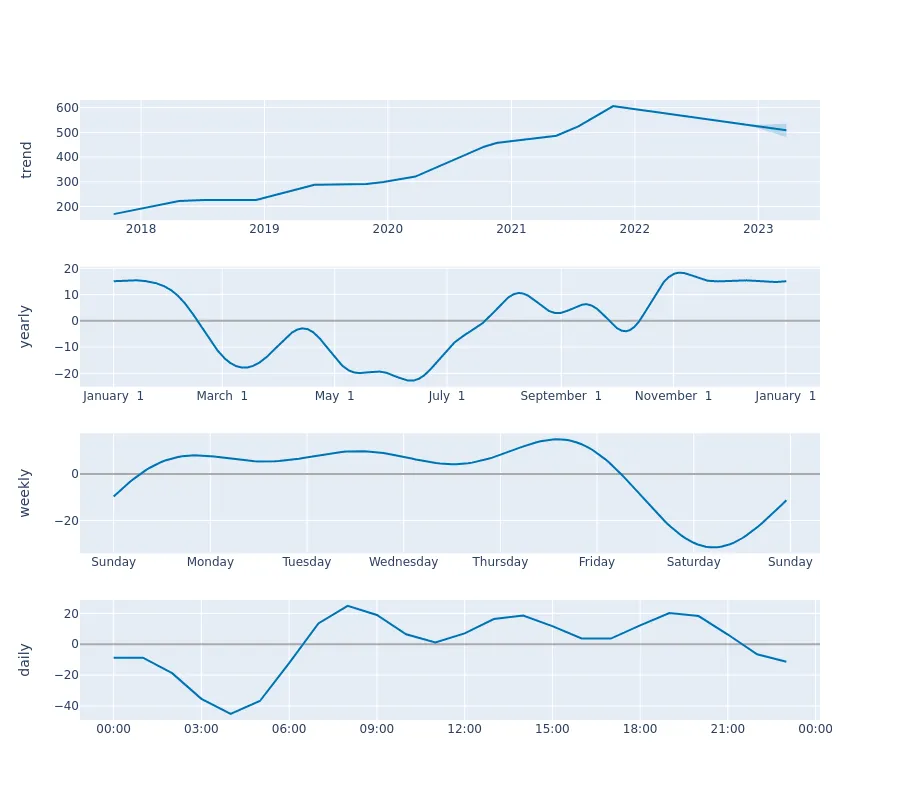 trend
600
500
400
300
200
2018 2019 2020 2021 2022 2023
yearly
20
10
0
−10
−20
January 1 March 1 May 1 July 1 September 1 November 1 January 1
weekly
0
−20
Sunday Monday Tuesday Wednesday Thursday Friday Saturday Sunday
daily
20
0
−20
−40
00:00 03:00 06:00 09:00 12:00 15:00 18:00 21:00 00:00